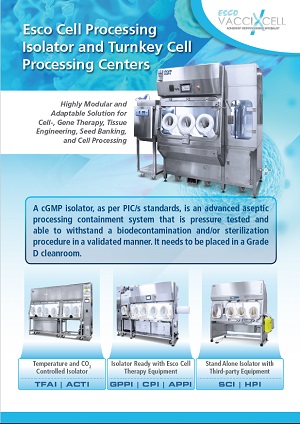 ESCO
VACCIXCELL
Esco Cell Processing
Isolator and Turnkey Cell
Processing Centers
Highly Modular and
Adaptable Solution for
Cell-, Gene Therapy, Tissue
Engineering, Seed Banking,
and Cell Processing
A cGMP isolator, as per PIC/s standards, is an advanced aseptic
processing containment system that is pressure tested and
able to withstand a biodecontamination and/or sterilization
procedure in a validated manner. It needs to be placed in a Grade
D cleanroom.
Temperature and CO2
Controlled Isolator
TFAI | ACTI
Isolator Ready with Esco Cell
Therapy Equipment
GPPI | CPI | APPI
Stand Alone Isolator with
Third-party Equipment
SCI | HPI